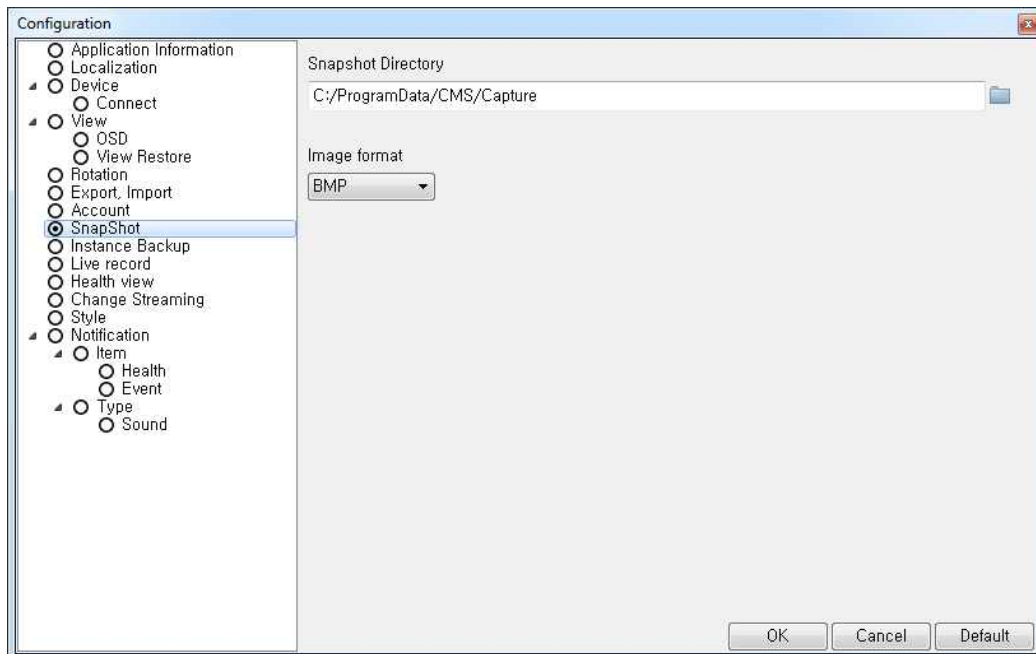 Configuration
Application Information
Localization
Device
Connect
View
OSD
View Restore
Rotation
Export, Import
Account
SnapShot
Instance Backup
Live record
Health view
Change Streaming
Style
Notification
Item
Health
Event
Type
Sound
Snapshot Directory
C:/ProgramData/CMS/Capture
Image format
BMP
OK
Cancel
Default